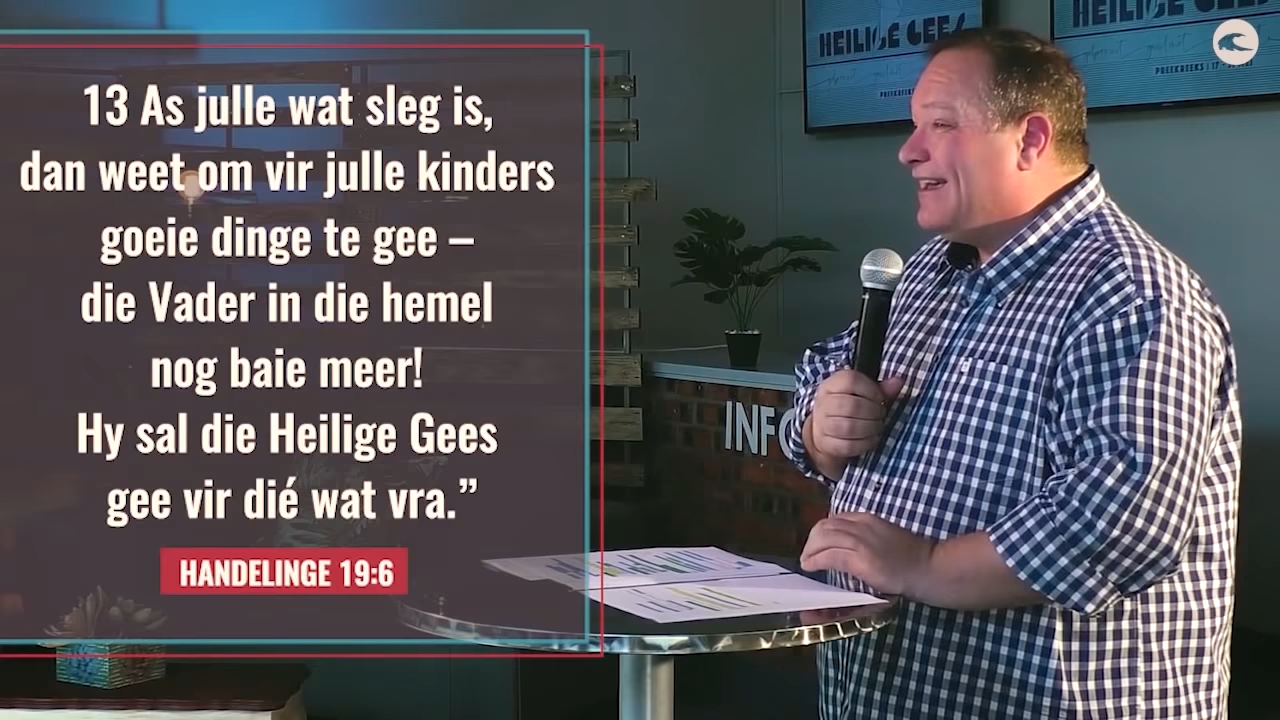 13 As julle wat sleg is,
dan weet om vir julle kinders
goeie dinge te gee –
die Vader in die hemel
nog baie meer!
Hy sal die Heilige Gees
gee vir dié wat vra.”
HANDELINGE 19:6
HEILIGE GEES
HEILIGE GEES
PREEKREEKS | 17
INFO